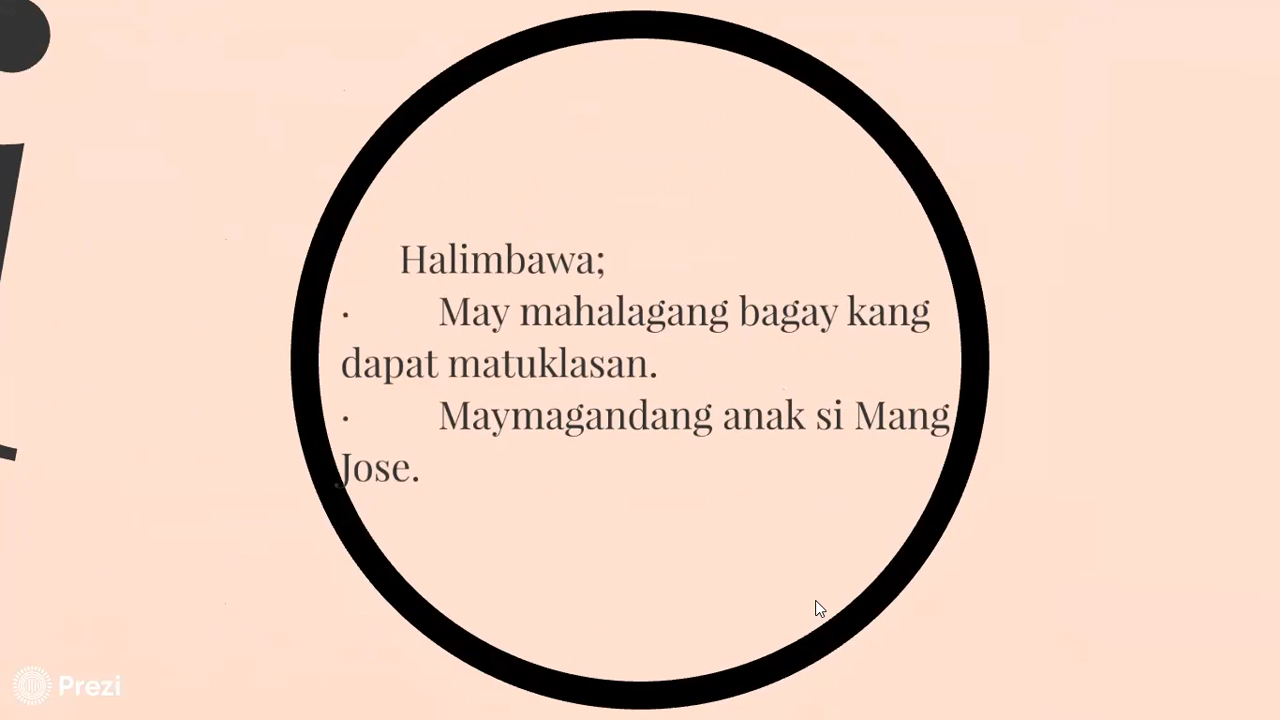 Halimbawa;
· May mahalagang bagay kang
dapat matuklasan.
· Maymagandang anak si Mang
Jose.
Prezi